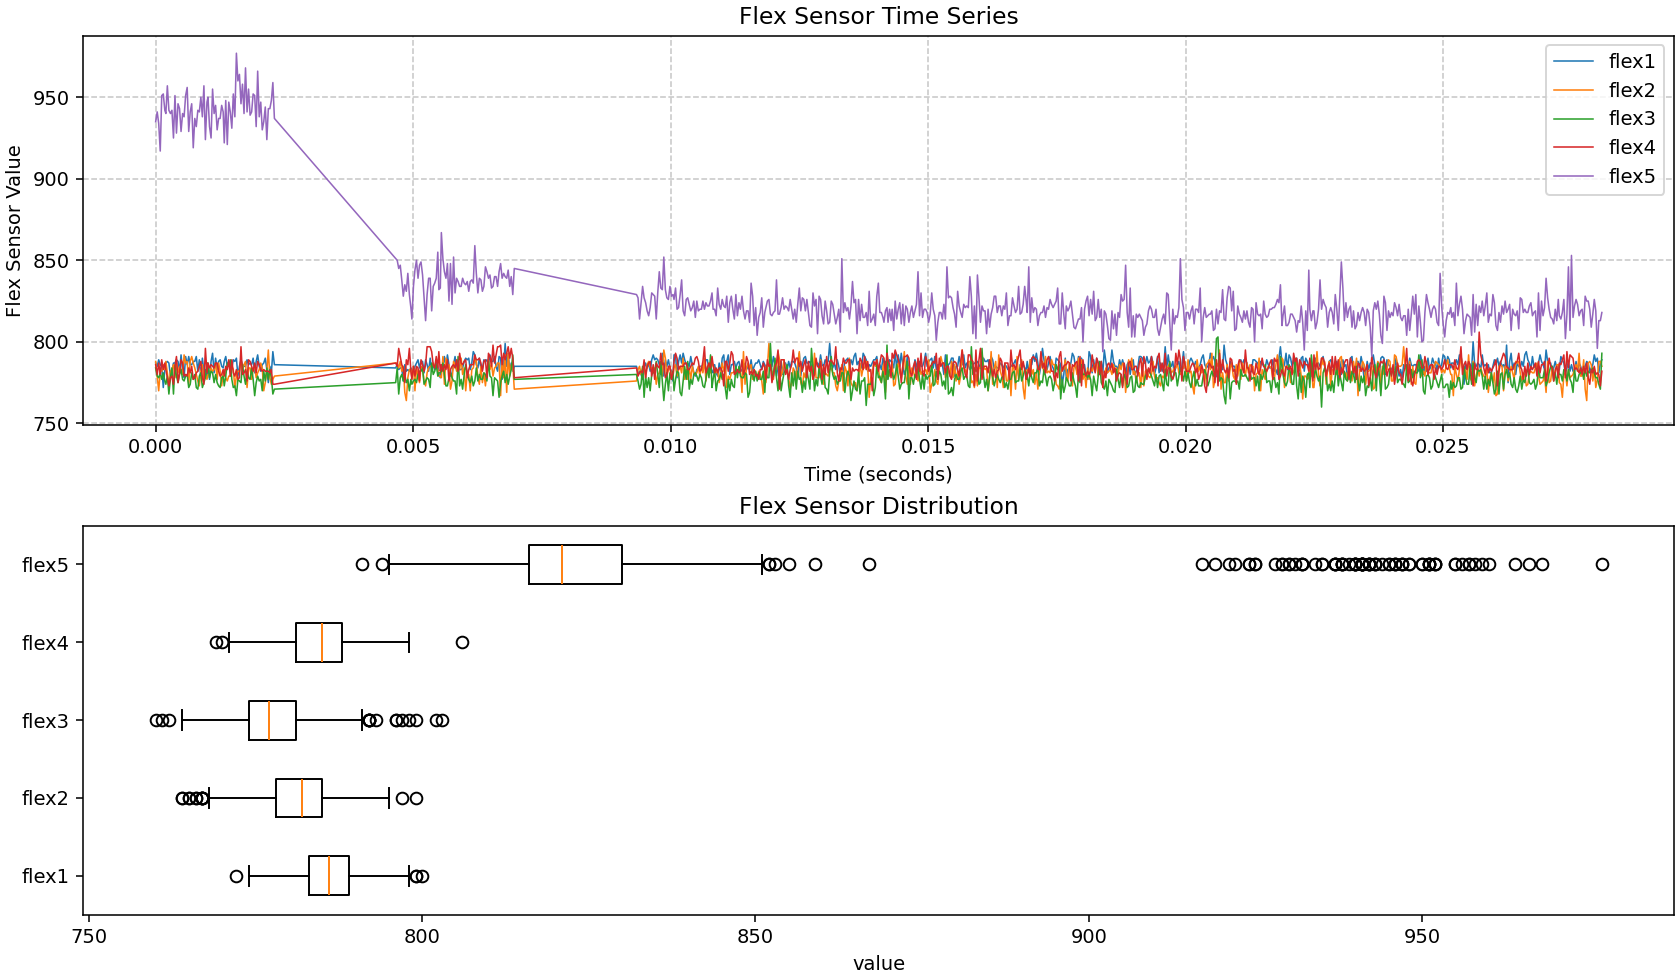 Flex Sensor Time Series
Flex Sensor Value
950
900
850
800
750
flex1
flex2
flex3
flex4
flex5
0.000 0.005 0.010 0.015 0.020 0.025
Time (seconds)
Flex Sensor Distribution
flex5
flex4
flex3
flex2
flex1
750 800 850 900 950
value